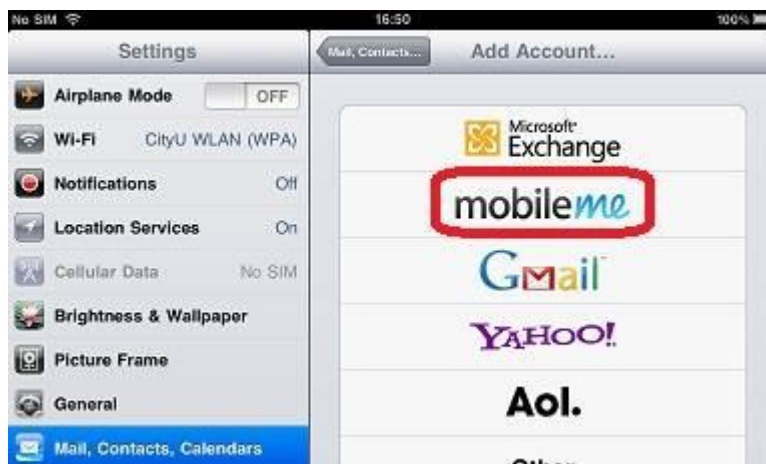 No SIM 16:50 100%
Settings
Mail, Contacts... Add Account...
Airplane Mode OFF
Wi-Fi CityU WLAN (WPA)
Notifications Off
Location Services On
Cellular Data No SIM
Brightness & Wallpaper
Picture Frame
General
Mail, Contacts, Calendars
Microsoft
Exchange
mobileme
Gmail
YAHOO!
Aol.